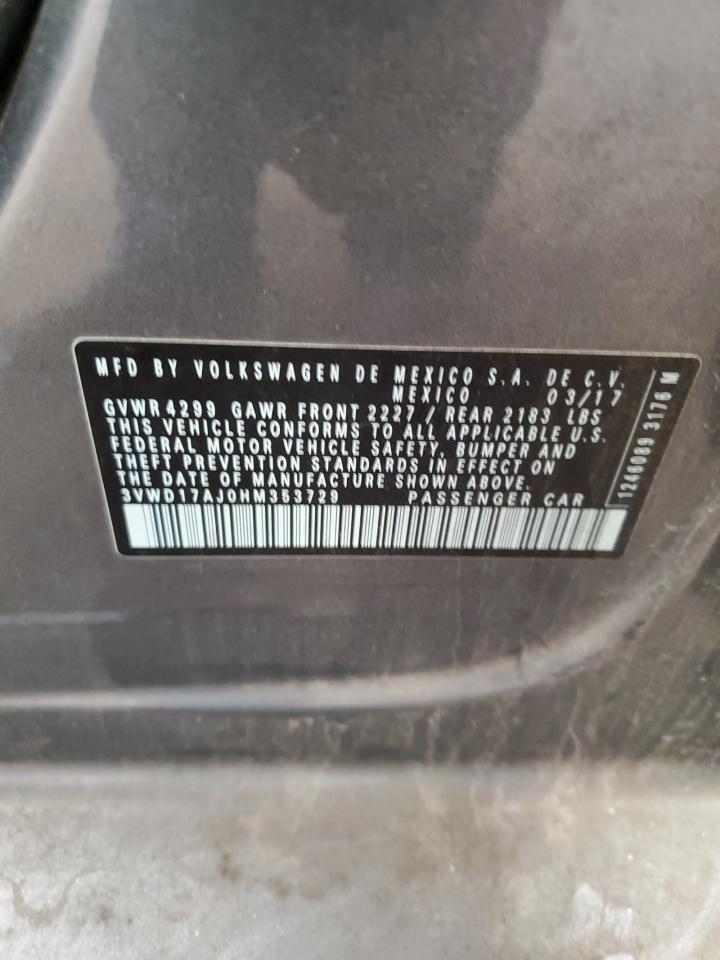 MFD BY VOLKSWAGEN DE MEXICO S.A. DE C.V.
MEXICO 03/17
GVWR 4299 GAWR FRONT 2227 / REAR 2183 LBS
THIS VEHICLE CONFORMS TO ALL APPLICABLE U.S.
FEDERAL MOTOR VEHICLE SAFETY, BUMPER AND
THEFT PREVENTION STANDARDS IN EFFECT ON
THE DATE OF MANUFACTURE SHOWN ABOVE.
3VWD17AJ0HM353729 PASSENGER CAR
1246089 3176 M